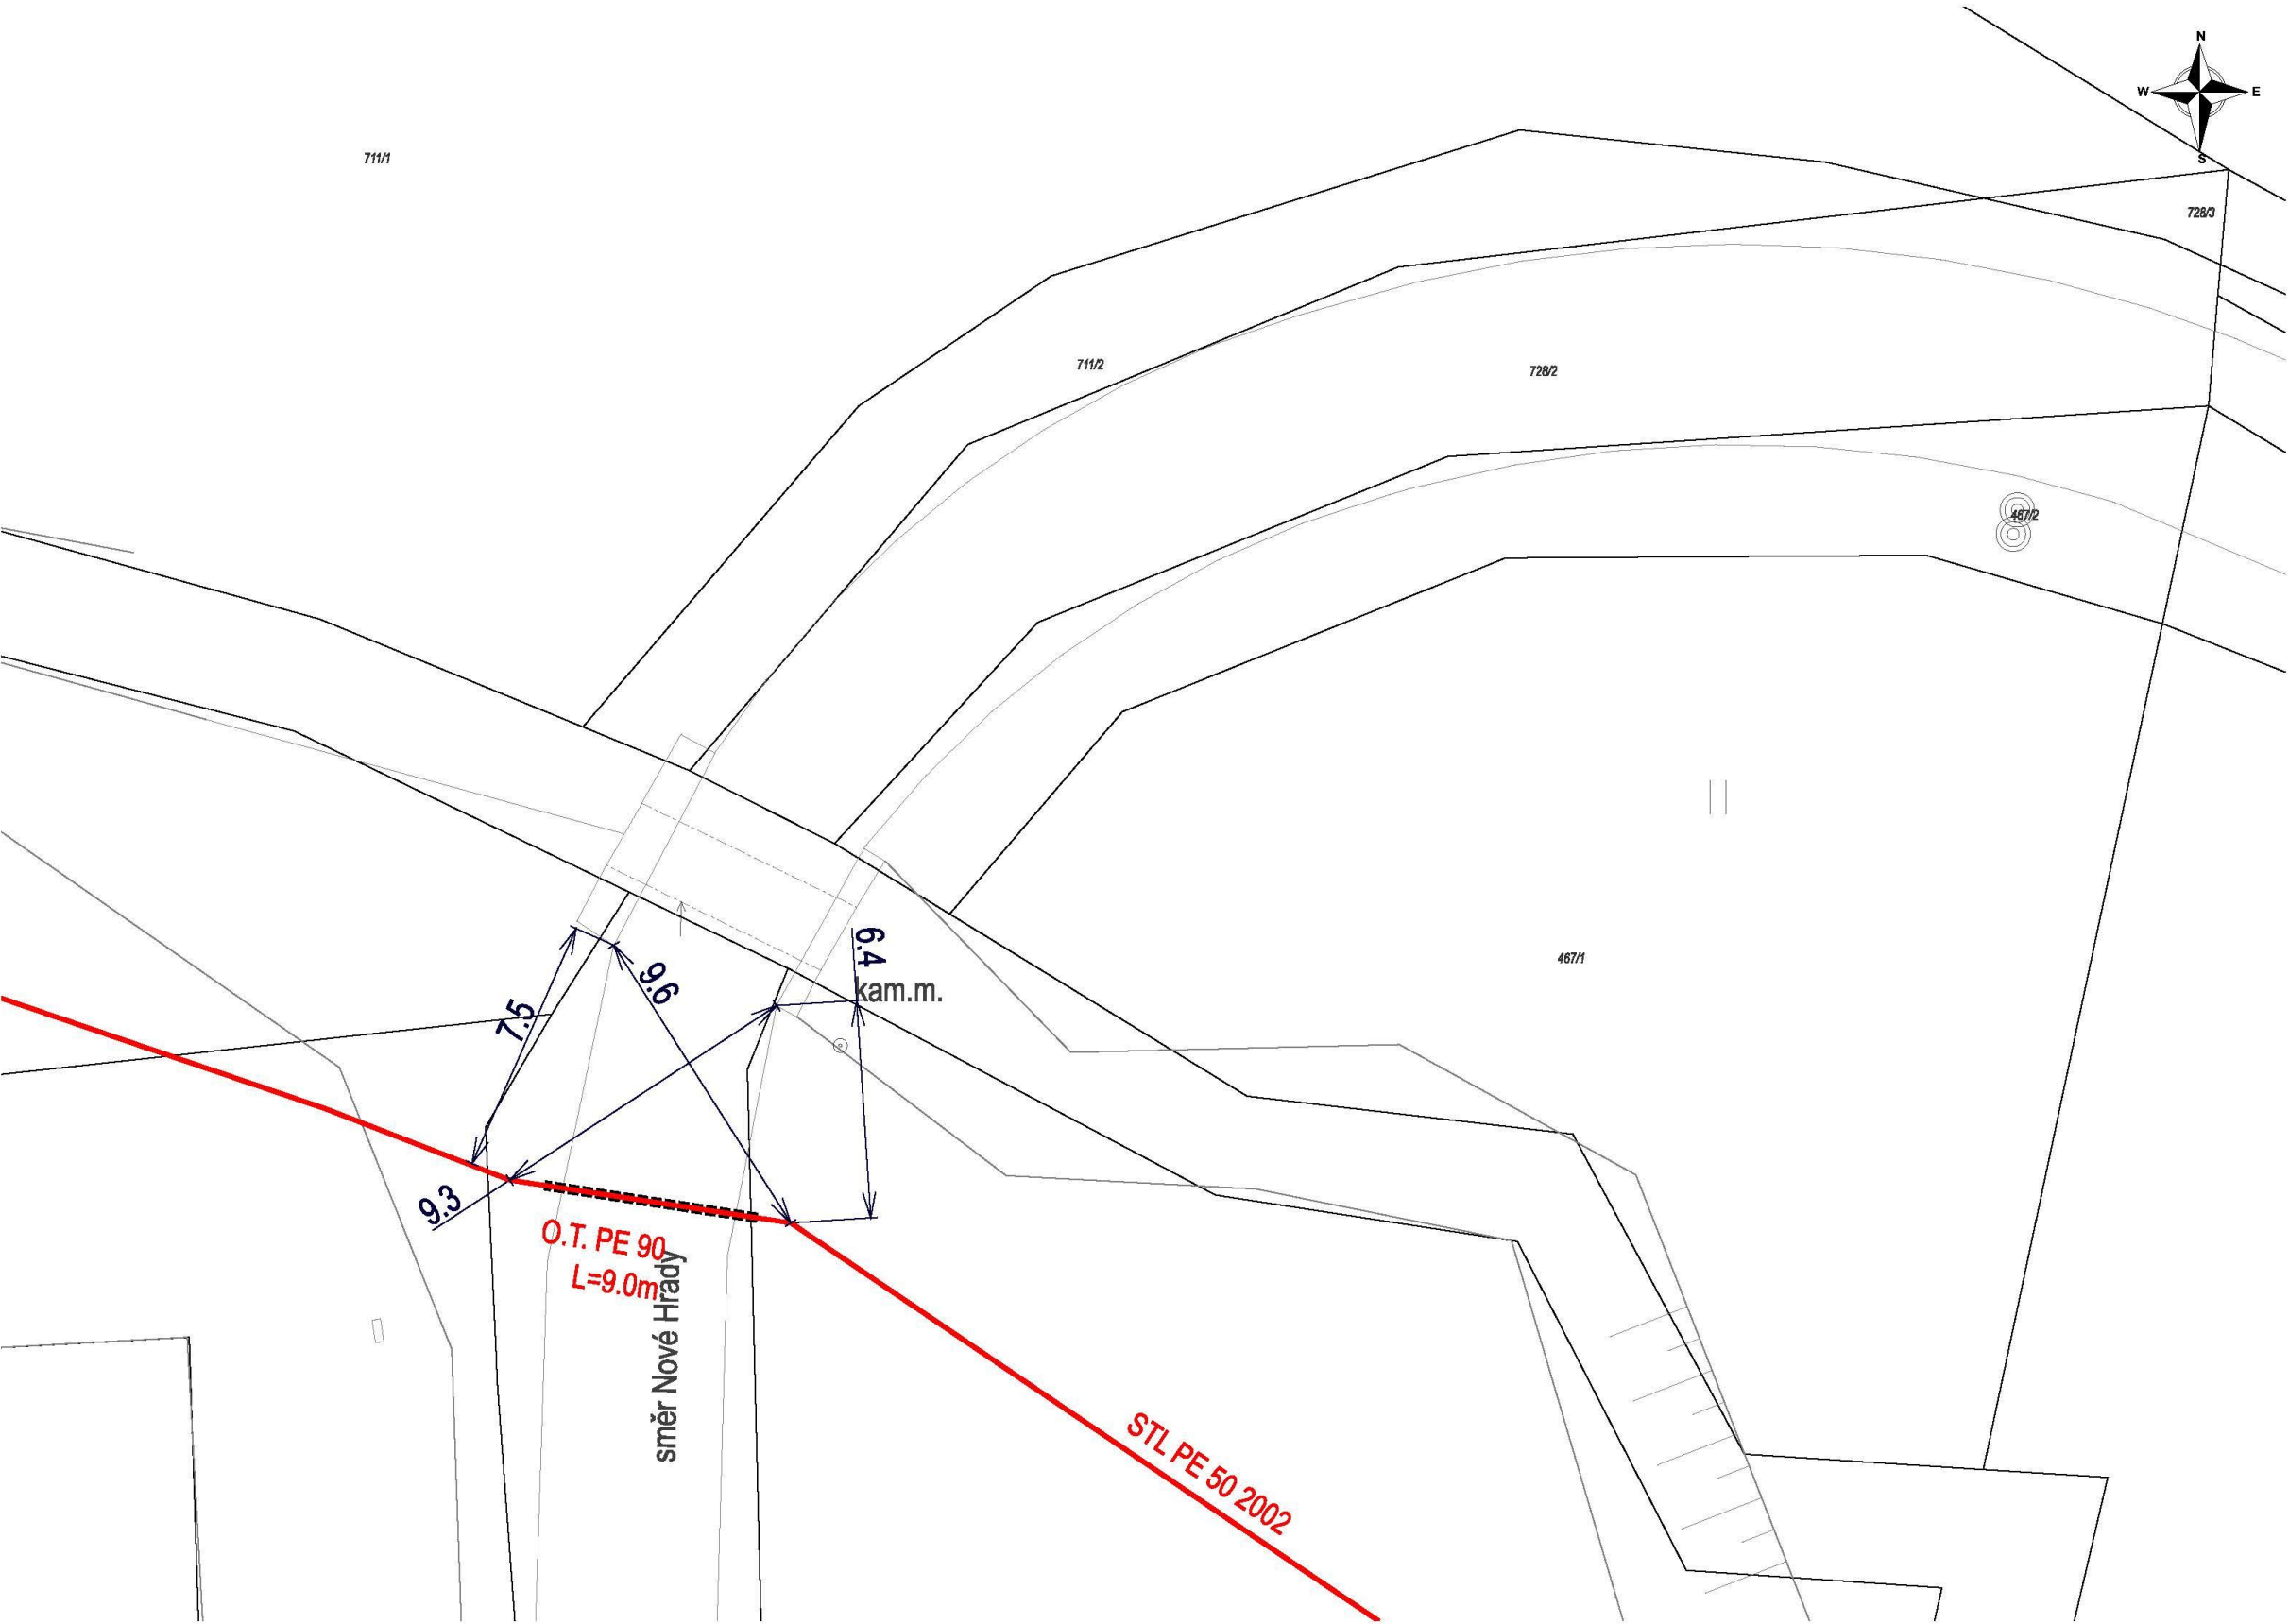 N
W
E
S
711/1
728/3
711/2
728/2
467/2
467/1
6.4
9.6
kam.m.
7.5
9.3
O.T. PE 90
L=9.0m
směr Nové Hrady
STL PE 50 2002